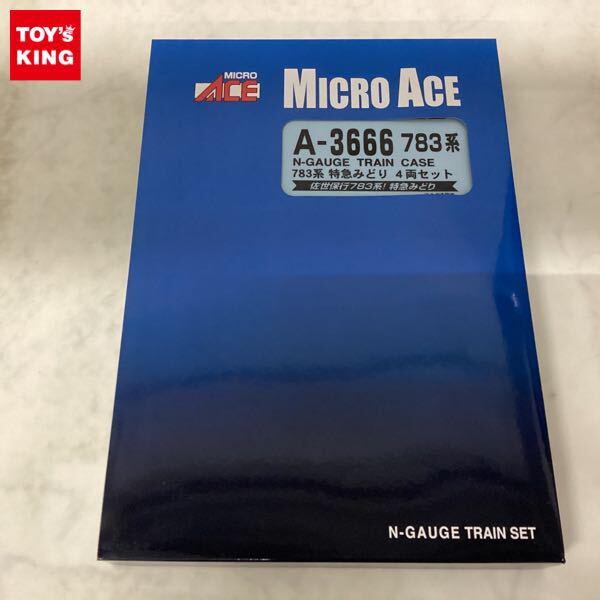 TOY's
KING
MICRO
ACE
MICRO ACE
A-3666 783系
N-GAUGE TRAIN CASE
783系 特急みどり 4両セット
佐世保行783系! 特急みどり
N-GAUGE TRAIN SET